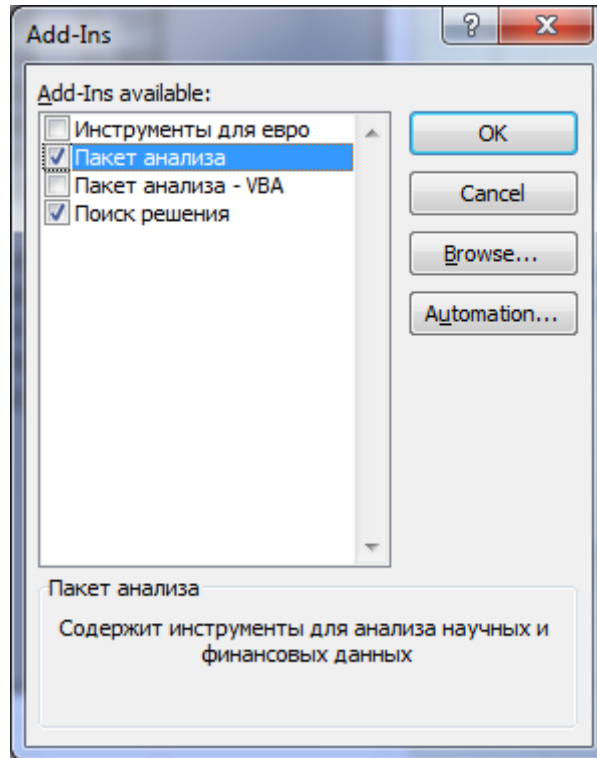 Add-Ins
Add-Ins available:
Инструменты для евро
Пакет анализа
Пакет анализа - VBA
Поиск решения
OK
Cancel
Browse...
Automation...
Пакет анализа
Содержит инструменты для анализа научных и
финансовых данных